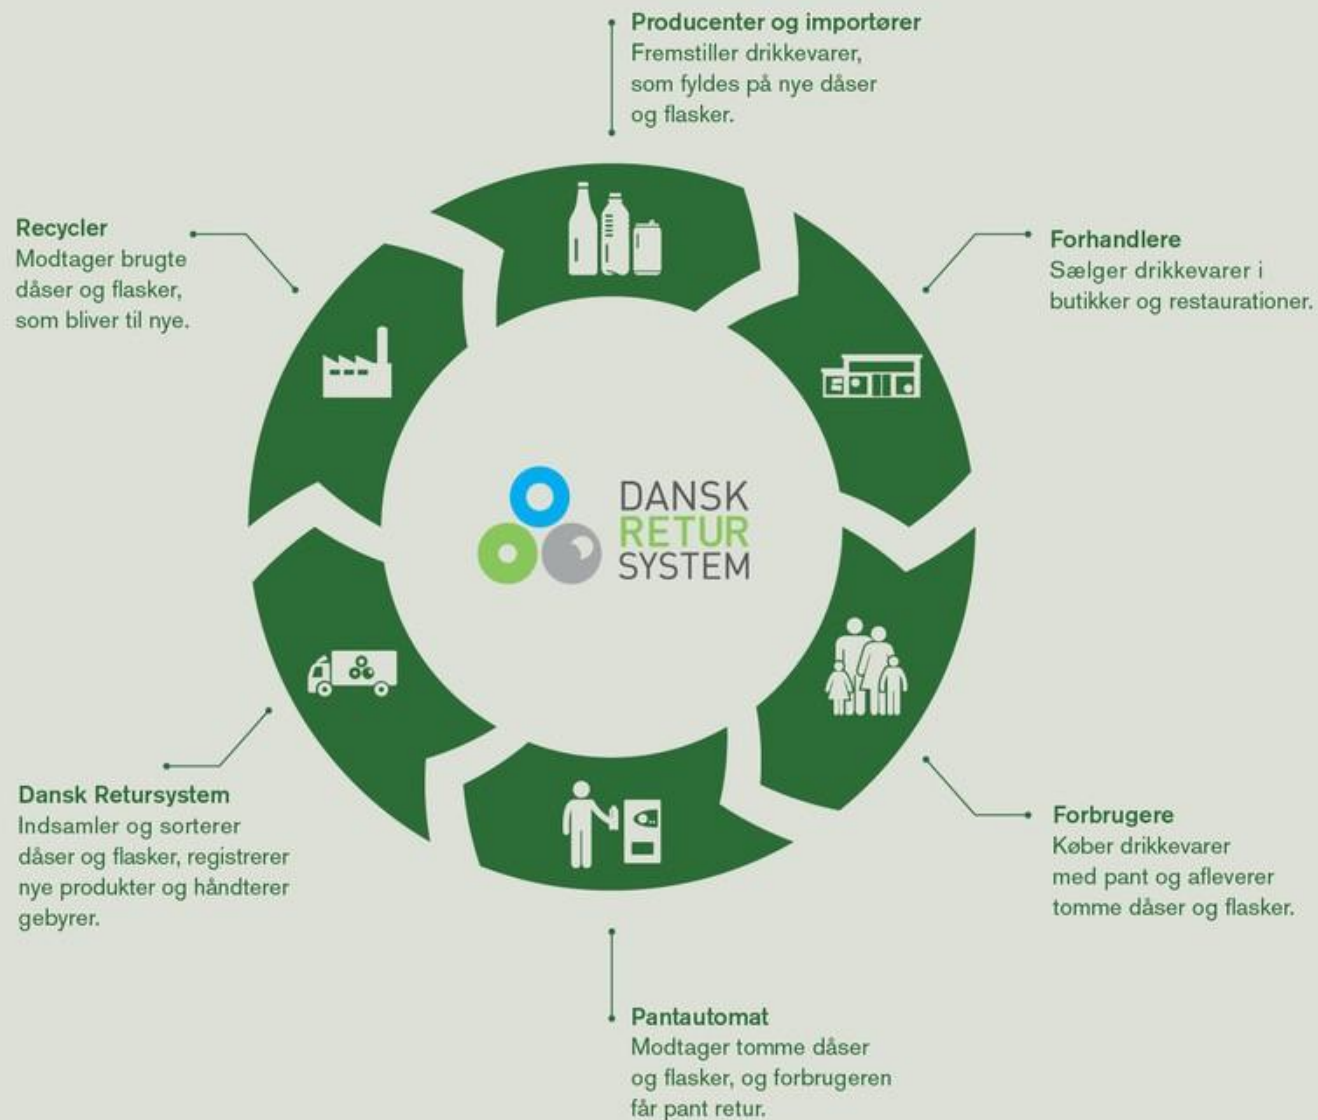 Producenter og importører
Fremstiller drikkevarer,
som fyldes på nye dåser
og flasker.
Forhandlere
Sælger drikkevarer i
butikker og restaurationer.
Forbrugere
Køber drikkevarer
med pant og afleverer
tomme dåser og flasker.
Pantautomat
Modtager tomme dåser
og flasker, og forbrugeren
får pant retur.
Dansk Retursystem
Indsamler og sorterer
dåser og flasker, registrerer
nye produkter og håndterer
gebyrer.
Recycler
Modtager brugte
dåser og flasker,
som bliver til nye.
DANSK
RETUR
SYSTEM